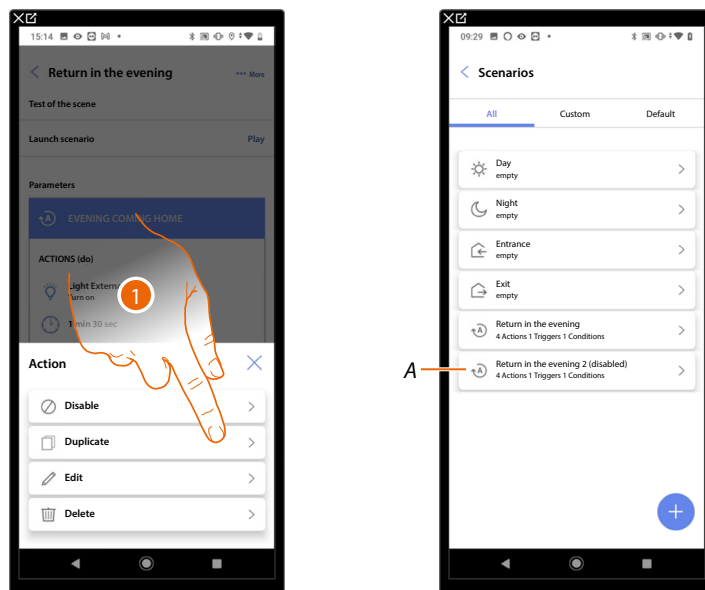 15:14
Return in the evening
••• More
Test of the scene
Launch scenario Play
Parameters
A EVENING COMING HOME
ACTIONS (do)
Light External
Turn on
1 min 30 sec
1
Action
Disable
Duplicate
Edit
Delete
09:29
Scenarios
All Custom Default
Day
empty
Night
empty
Entrance
empty
Exit
empty
A Return in the evening
4 Actions 1 Triggers 1 Conditions
A
A Return in the evening 2 (disabled)
4 Actions 1 Triggers 1 Conditions
+